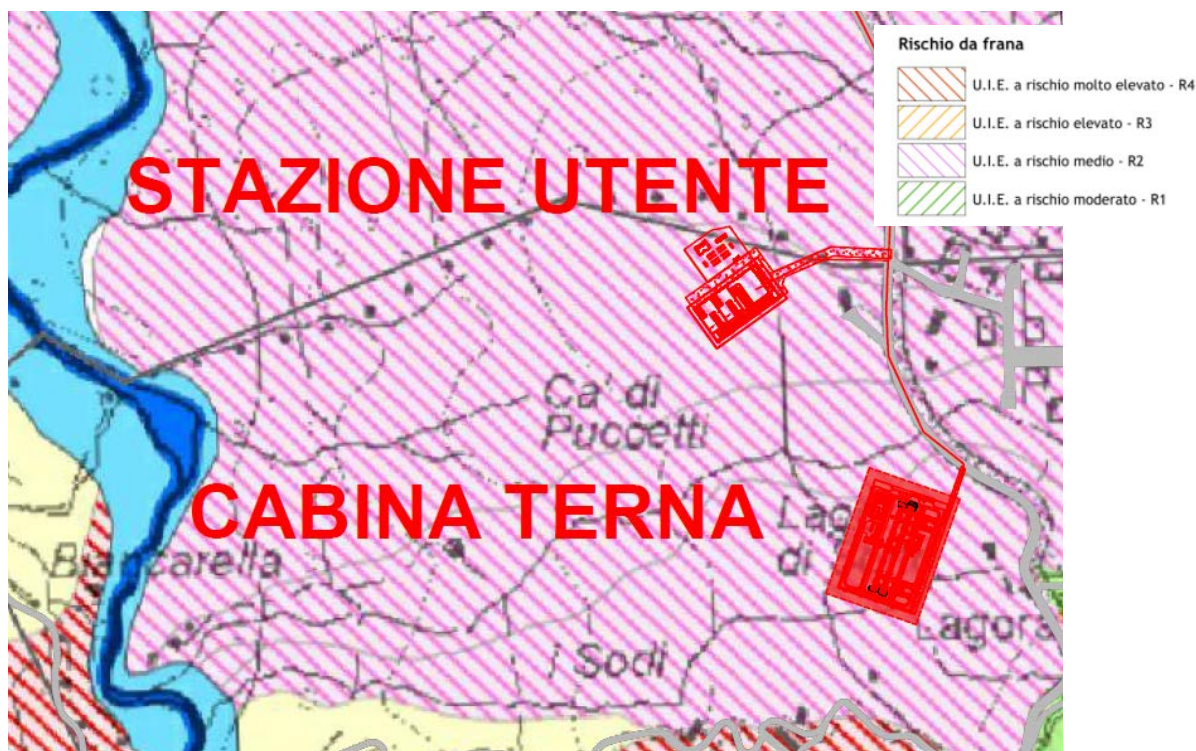 Rischio da frana
U.I.E. a rischio molto elevato - R4
U.I.E. a rischio elevato - R3
U.I.E. a rischio medio - R2
U.I.E. a rischio moderato - R1
STAZIONE UTENTE
Ca' di
Puccetti
CABINA TERNA
di
i Sodi